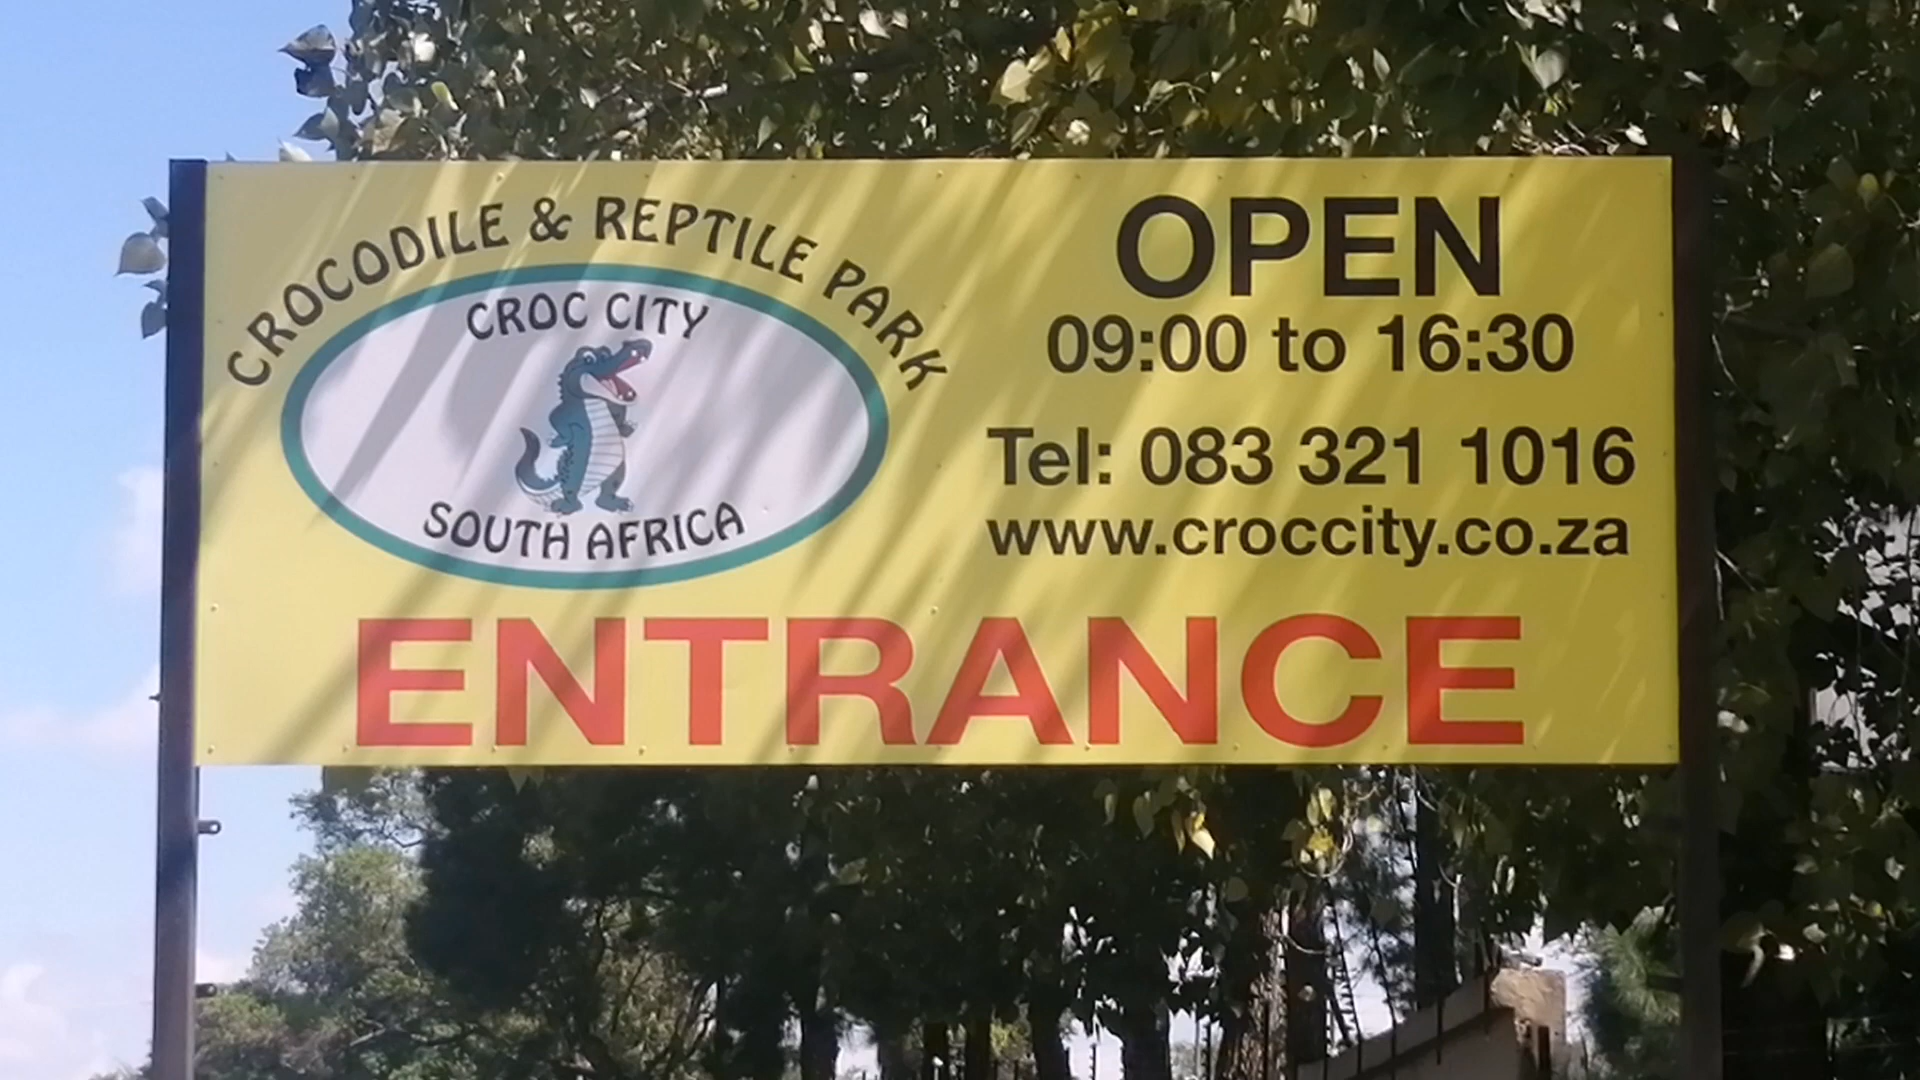 CROCODILE & REPTILE PARK
CROC CITY
SOUTH AFRICA
OPEN
09:00 to 16:30
Tel: 083 321 1016
www.croccity.co.za
ENTRANCE